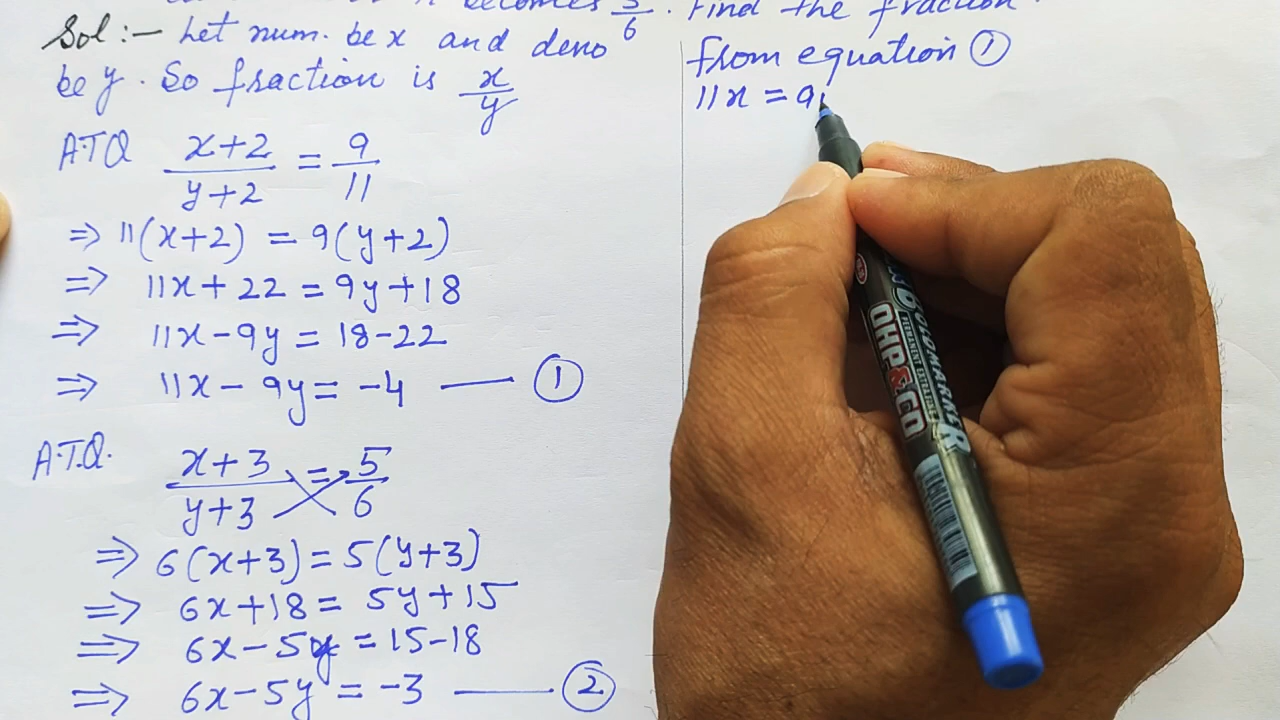 becomes 5/6. Find the fraction.
Sol :- Let num. be x and deno
be y. So fraction is x/y
A.T.Q (x+2)/(y+2) = 9/11
⇒ 11(x+2) = 9(y+2)
⇒ 11x+22 = 9y+18
⇒ 11x-9y = 18-22
⇒ 11x-9y = -4 —— ①
A.T.Q. (x+3)/(y+3) = 5/6
⇒ 6(x+3) = 5(y+3)
⇒ 6x+18 = 5y+15
⇒ 6x-5y = 15-18
⇒ 6x-5y = -3 —— ②
from equation ①
11x = 9
OHP&CD